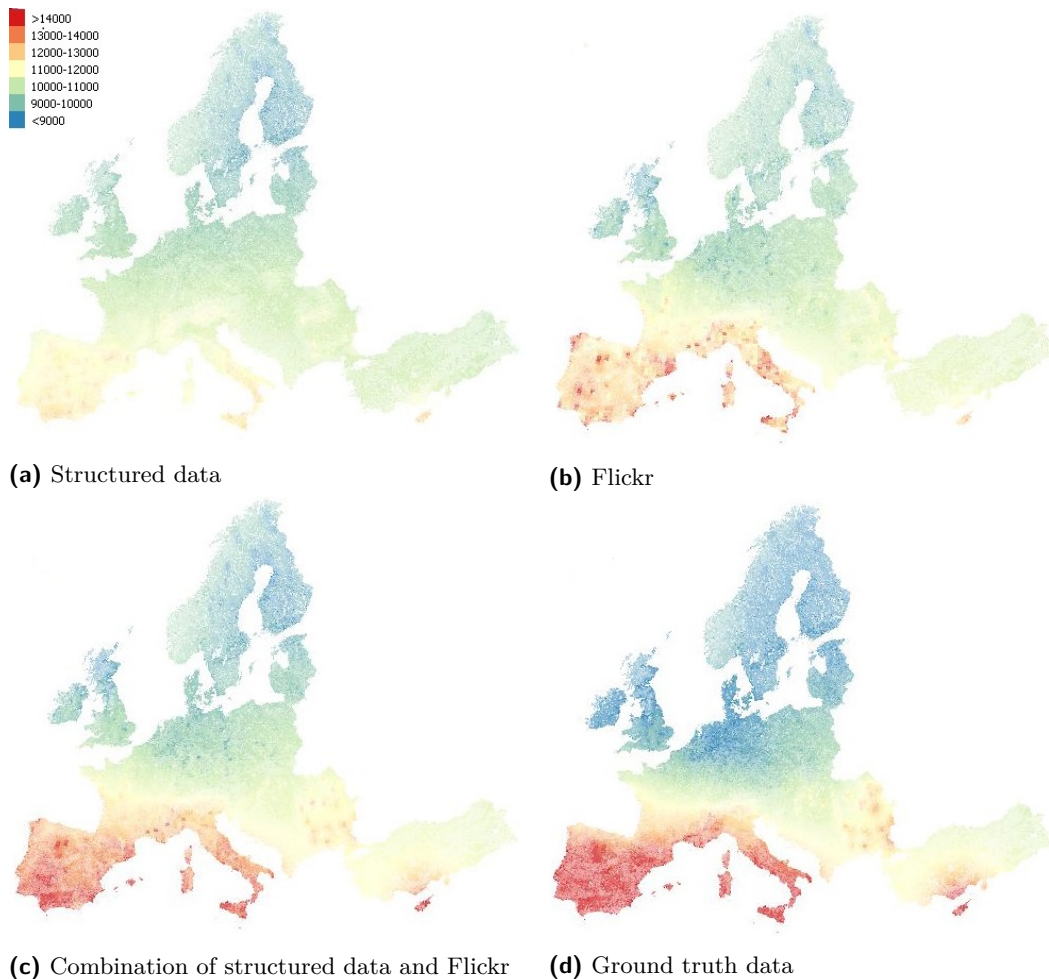 >14000
13000-14000
12000-13000
11000-12000
10000-11000
9000-10000
<9000
(a) Structured data
(b) Flickr
(c) Combination of structured data and Flickr
(d) Ground truth data